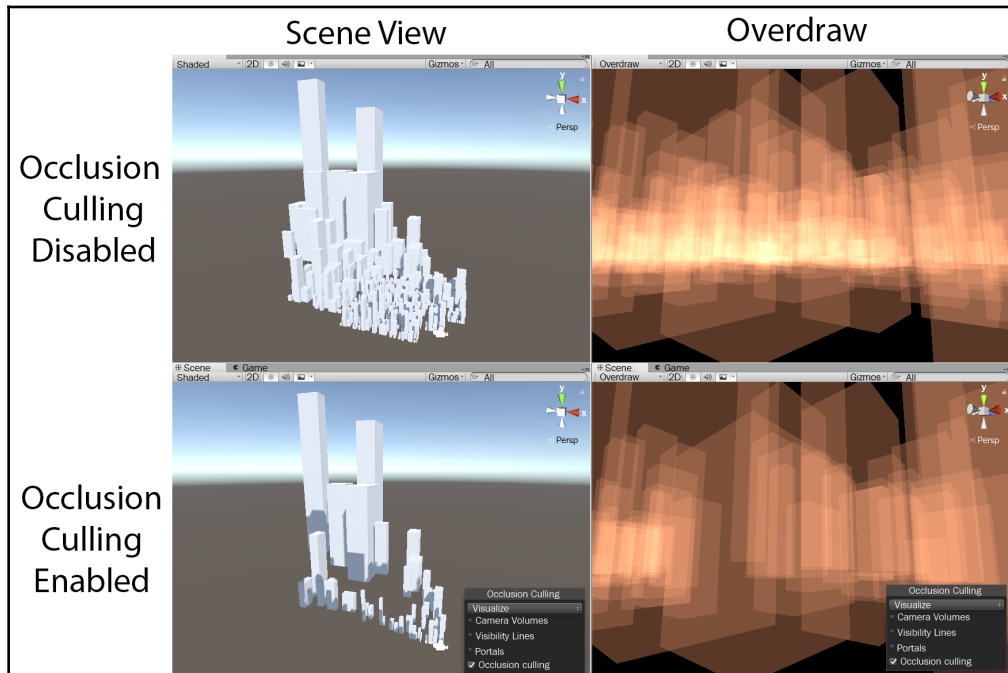 Scene View
Overdraw
Shaded 2D Gizmos All
Overdraw 2D Gizmos All
y
x
Persp
y
x
Persp
Occlusion
Culling
Disabled
Scene Game
Shaded 2D Gizmos All
Scene Game
Overdraw 2D Gizmos All
y
x
Persp
y
x
Persp
Occlusion
Culling
Enabled
Occlusion Culling
Visualize
Camera Volumes
Visibility Lines
Portals
Occlusion culling
Occlusion Culling
Visualize
Camera Volumes
Visibility Lines
Portals
Occlusion culling